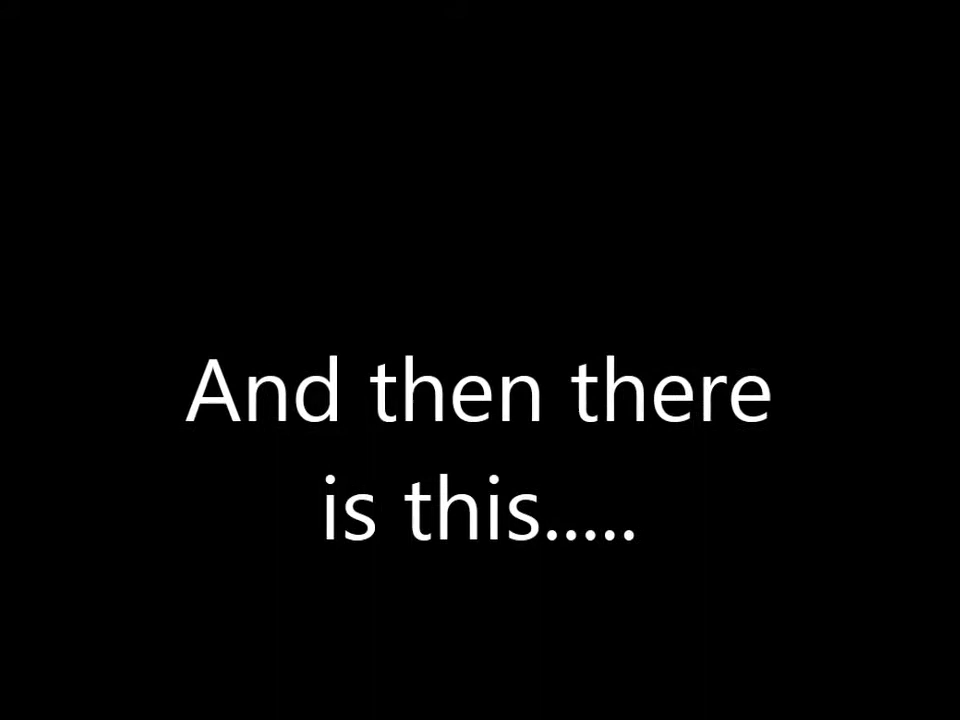 And then there
is this.....